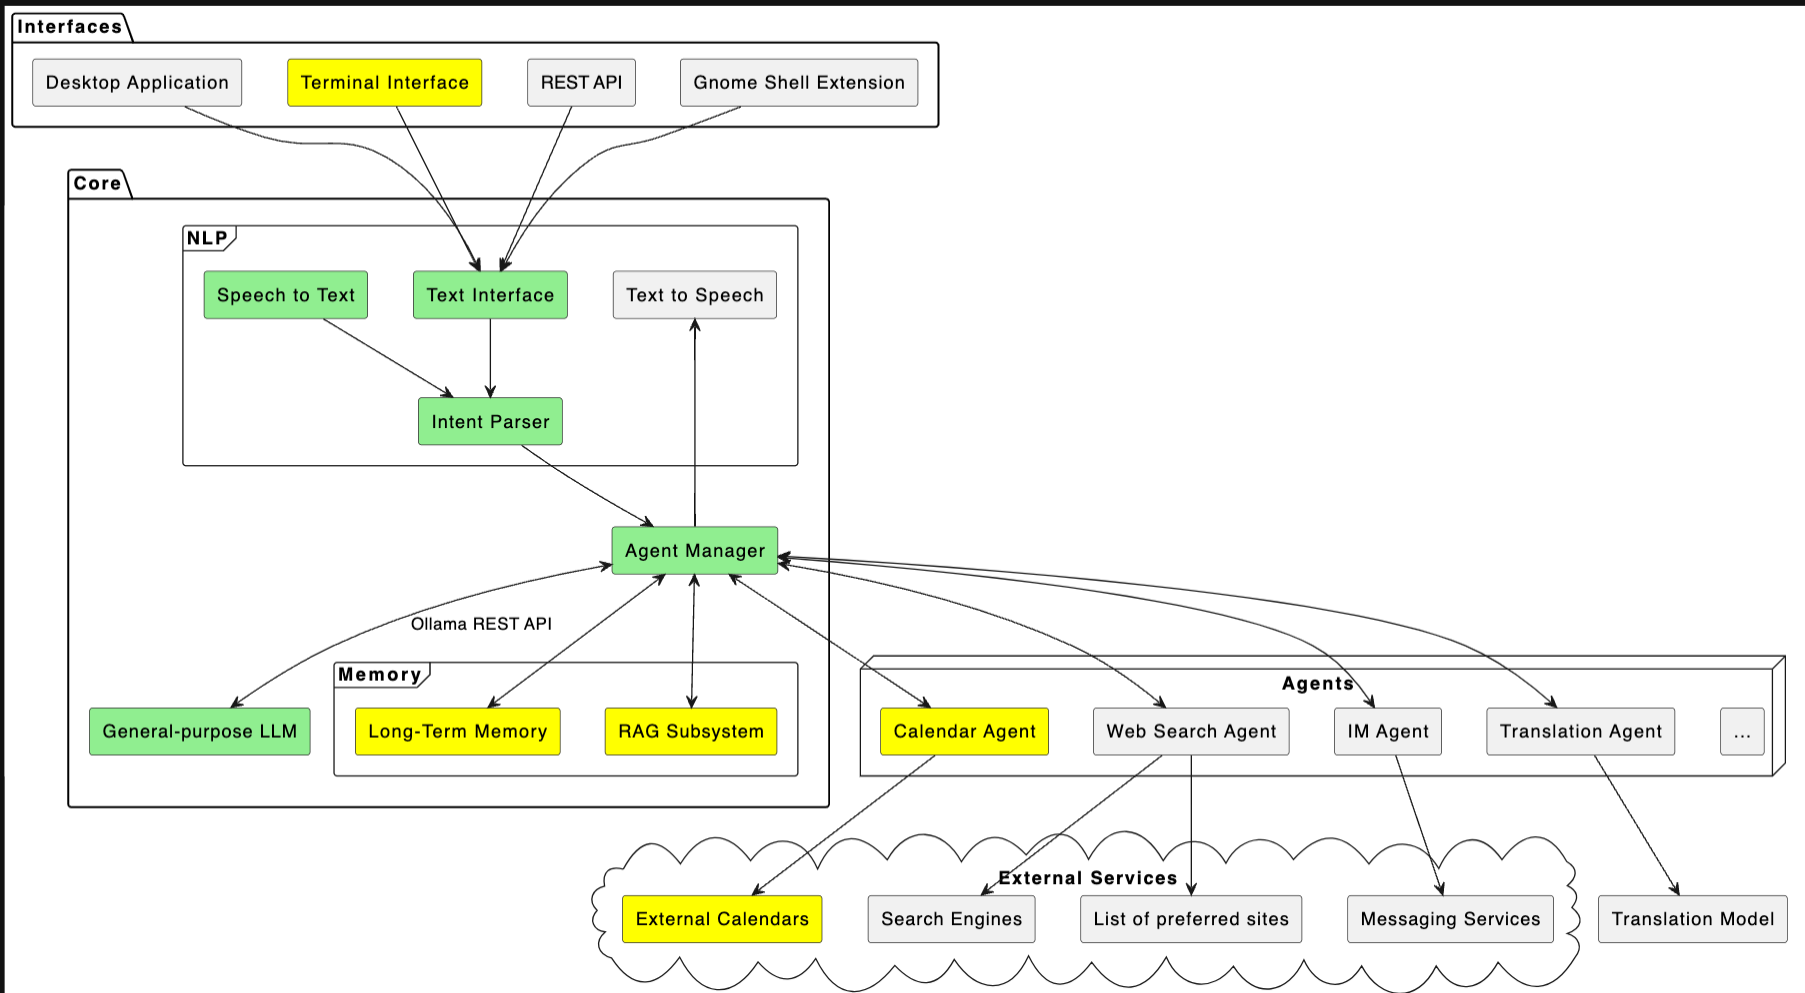 Interfaces
Desktop Application
Terminal Interface
REST API
Gnome Shell Extension
Core
NLP
Speech to Text
Text Interface
Text to Speech
Intent Parser
Agent Manager
Ollama REST API
Memory
Agents
General-purpose LLM
Long-Term Memory
RAG Subsystem
Calendar Agent
Web Search Agent
IM Agent
Translation Agent
...
External Services
External Calendars
Search Engines
List of preferred sites
Messaging Services
Translation Model